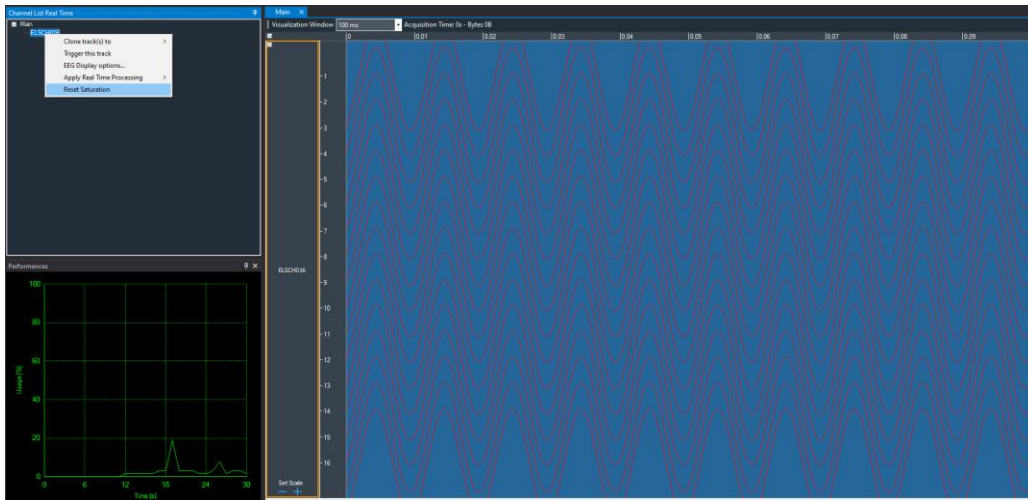 Channel List Real Time
Main
ELSCH016
Clone track(s) to
Trigger this track
EEG Display options...
Apply Real Time Processing
Reset Saturation
Performances
100
80
60
40
20
0
Usage [%]
0 6 12 18 24 30
Time [s]
Main
Visualization Window 100 ms Acquisition Time: 0s - Bytes 0B
0 0,01 0,02 0,03 0,04 0,05 0,06 0,07 0,08 0,09
1
2
3
4
5
6
7
8
9
10
11
12
13
14
15
16
ELSCH016
Set Scale